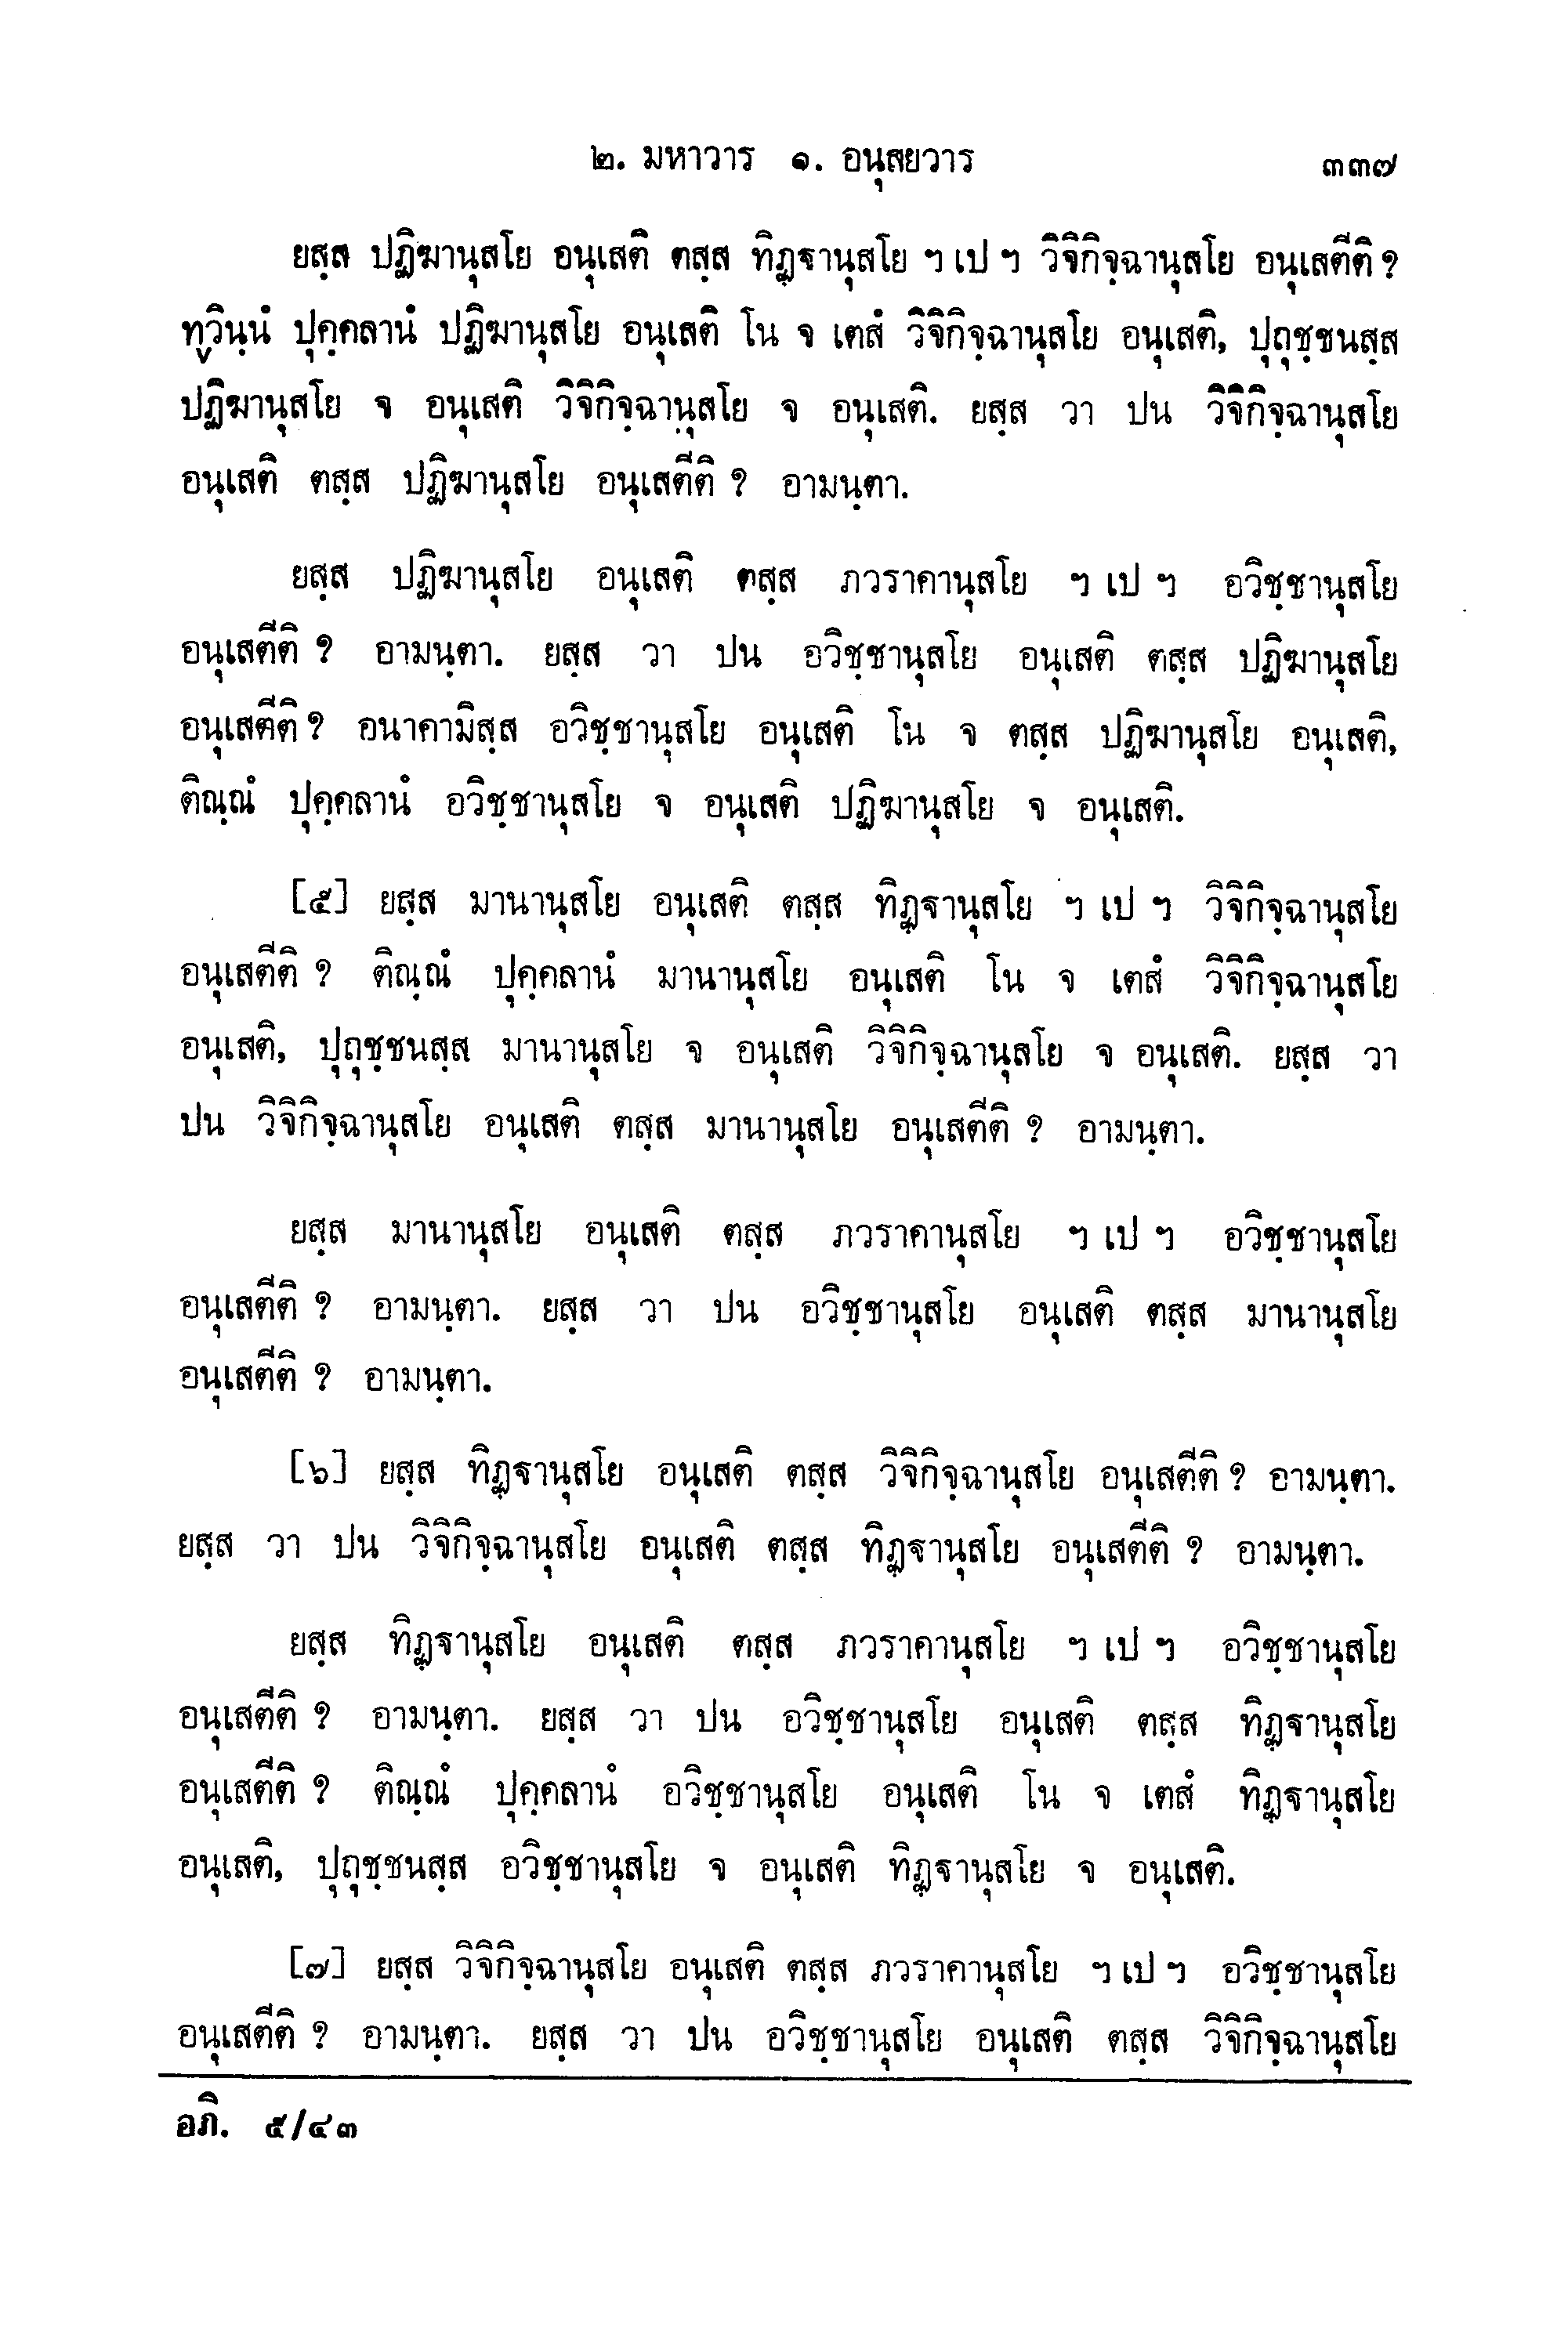 ๒. มหาวาร ๑. อนุสยวาร ๓๓๗
ยสฺส ปฏิฆานุสโย อนุเสติ ตสฺส ทิฏฺฐานุสโย ฯ เป ฯ วิจิกิจฺฉานุสโย อนุเสตีติ ?
ทฺวินฺนํ ปุคฺคลานํ ปฏิฆานุสโย อนุเสติ โน จ เตสํ วิจิกิจฺฉานุสโย อนุเสติ, ปุถุชฺชนสฺส
ปฏิฆานุสโย จ อนุเสติ วิจิกิจฺฉานุสโย จ อนุเสติ. ยสฺส วา ปน วิจิกิจฺฉานุสโย
อนุเสติ ตสฺส ปฏิฆานุสโย อนุเสตีติ ? อามนฺตา.
ยสฺส ปฏิฆานุสโย อนุเสติ ตสฺส ภวราคานุสโย ฯ เป ฯ อวิชฺชานุสโย
อนุเสตีติ ? อามนฺตา. ยสฺส วา ปน อวิชฺชานุสโย อนุเสติ ตสฺส ปฏิฆานุสโย
อนุเสตีติ ? อนาคามิสฺส อวิชฺชานุสโย อนุเสติ โน จ ตสฺส ปฏิฆานุสโย อนุเสติ,
ติณฺณํ ปุคฺคลานํ อวิชฺชานุสโย จ อนุเสติ ปฏิฆานุสโย จ อนุเสติ.
[๕] ยสฺส มานานุสโย อนุเสติ ตสฺส ทิฏฺฐานุสโย ฯ เป ฯ วิจิกิจฺฉานุสโย
อนุเสตีติ ? ติณฺณํ ปุคฺคลานํ มานานุสโย อนุเสติ โน จ เตสํ วิจิกิจฺฉานุสโย
อนุเสติ, ปุถุชฺชนสฺส มานานุสโย จ อนุเสติ วิจิกิจฺฉานุสโย จ อนุเสติ. ยสฺส วา
ปน วิจิกิจฺฉานุสโย อนุเสติ ตสฺส มานานุสโย อนุเสตีติ ? อามนฺตา.
ยสฺส มานานุสโย อนุเสติ ตสฺส ภวราคานุสโย ฯ เป ฯ อวิชฺชานุสโย
อนุเสตีติ ? อามนฺตา. ยสฺส วา ปน อวิชฺชานุสโย อนุเสติ ตสฺส มานานุสโย
อนุเสตีติ ? อามนฺตา.
[๖] ยสฺส ทิฏฺฐานุสโย อนุเสติ ตสฺส วิจิกิจฺฉานุสโย อนุเสตีติ ? อามนฺตา.
ยสฺส วา ปน วิจิกิจฺฉานุสโย อนุเสติ ตสฺส ทิฏฺฐานุสโย อนุเสตีติ ? อามนฺตา.
ยสฺส ทิฏฺฐานุสโย อนุเสติ ตสฺส ภวราคานุสโย ฯ เป ฯ อวิชฺชานุสโย
อนุเสตีติ ? อามนฺตา. ยสฺส วา ปน อวิชฺชานุสโย อนุเสติ ตสฺส ทิฏฺฐานุสโย
อนุเสตีติ ? ติณฺณํ ปุคฺคลานํ อวิชฺชานุสโย อนุเสติ โน จ เตสํ ทิฏฺฐานุสโย
อนุเสติ, ปุถุชฺชนสฺส อวิชฺชานุสโย จ อนุเสติ ทิฏฺฐานุสโย จ อนุเสติ.
[๗] ยสฺส วิจิกิจฺฉานุสโย อนุเสติ ตสฺส ภวราคานุสโย ฯ เป ฯ อวิชฺชานุสโย
อนุเสตีติ ? อามนฺตา. ยสฺส วา ปน อวิชฺชานุสโย อนุเสติ ตสฺส วิจิกิจฺฉานุสโย
อภิ. ๕/๔๓